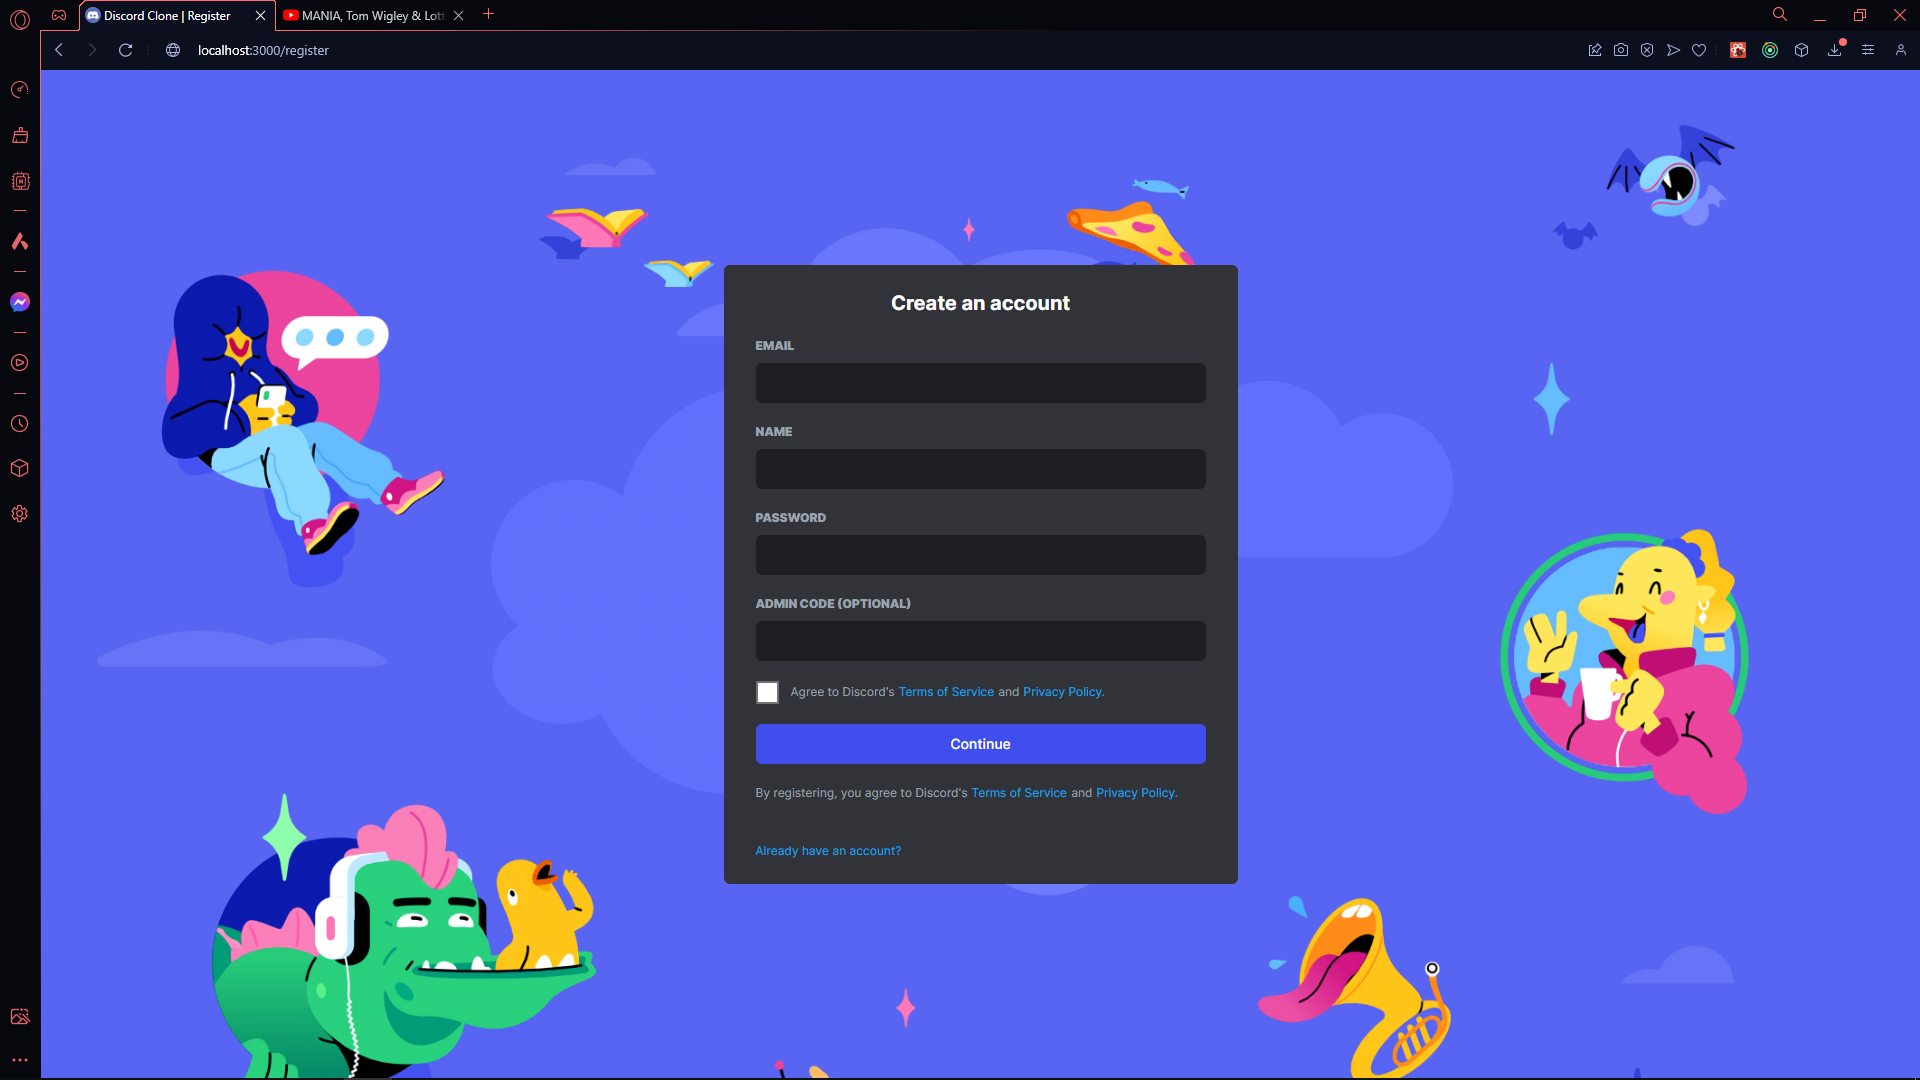 Discord Clone | Register
MANIA, Tom Wigley & Lott
localhost:3000/register
Create an account
EMAIL
NAME
PASSWORD
ADMIN CODE (OPTIONAL)
Agree to Discord's Terms of Service and Privacy Policy.
Continue
By registering, you agree to Discord's Terms of Service and Privacy Policy.
Already have an account?